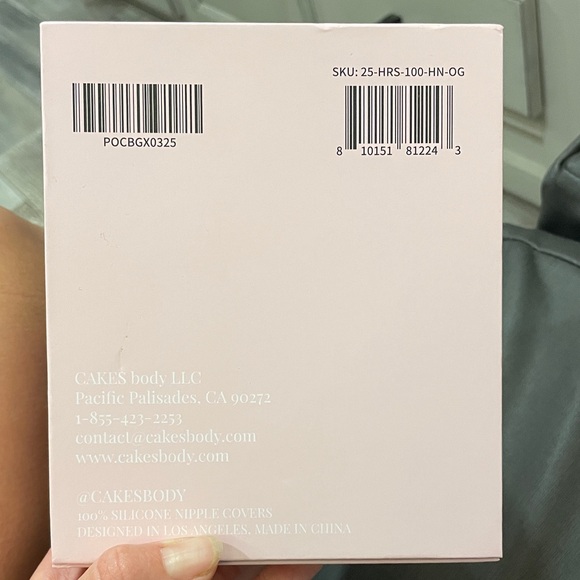 SKU: 25-HRS-100-HN-OG
POCBGX0325
8 10151 81224 3
CAKES body LLC
Pacific Palisades, CA 90272
1-855-423-2253
contact@cakesbody.com
www.cakesbody.com
@CAKESBODY
100% SILICONE NIPPLE COVERS
DESIGNED IN LOS ANGELES, MADE IN CHINA